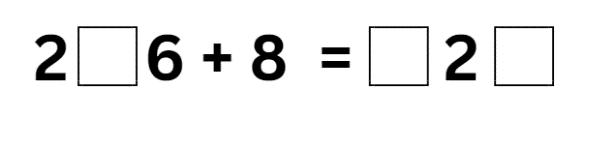 2□6 + 8 = □2□